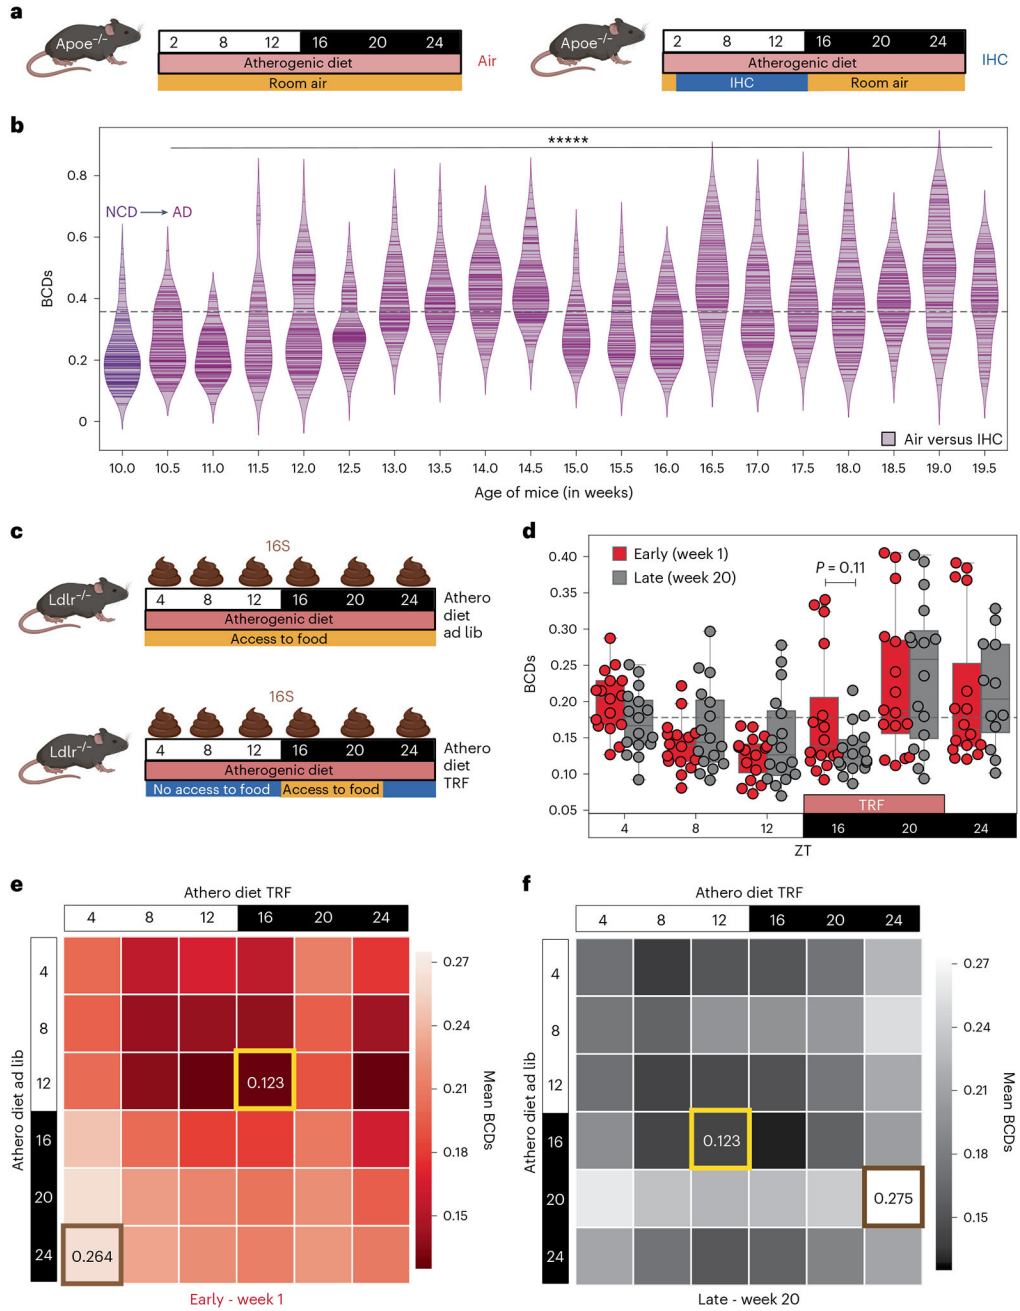 a
Apoe−/−
2 8 12 16 20 24
Atherogenic diet
Room air
Air
Apoe−/−
2 8 12 16 20 24
Atherogenic diet
IHC Room air
IHC
b
*****
NCD → AD
BCDs
0.8
0.6
0.4
0.2
0
Air versus IHC
10.0 10.5 11.0 11.5 12.0 12.5 13.0 13.5 14.0 14.5 15.0 15.5 16.0 16.5 17.0 17.5 18.0 18.5 19.0 19.5
Age of mice (in weeks)
c
16S
Ldlr−/−
4 8 12 16 20 24
Atherogenic diet
Access to food
Athero
diet
ad lib
16S
Ldlr−/−
4 8 12 16 20 24
Atherogenic diet
No access to food Access to food
Athero
diet
TRF
d
Early (week 1)
Late (week 20)
P = 0.11
BCDs
0.40
0.35
0.30
0.25
0.20
0.15
0.10
0.05
TRF
4 8 12 16 20 24
ZT
e
Athero diet TRF
4 8 12 16 20 24
Athero diet ad lib
4
8
12
16
20
24
0.123
0.264
0.27
0.24
0.21
0.18
0.15
Mean BCDs
Early - week 1
f
Athero diet TRF
4 8 12 16 20 24
Athero diet ad lib
4
8
12
16
20
24
0.123
0.275
0.27
0.24
0.21
0.18
0.15
Mean BCDs
Late - week 20